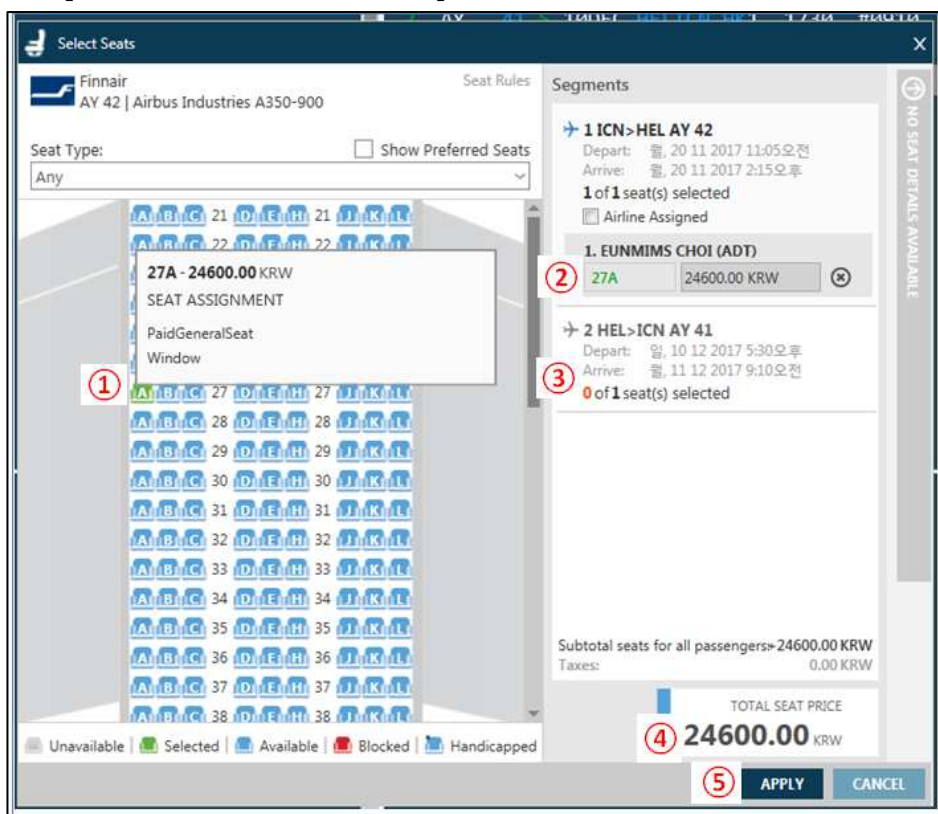 Select Seats X
Finnair Seat Rules
AY 42 | Airbus Industries A350-900
Seat Type: Show Preferred Seats
Any
A B C 21 D E H 21 J K L
A B C 22 D E H 22 J K L
27A - 24600.00 KRW
SEAT ASSIGNMENT
PaidGeneralSeat
Window
① A B C 27 D E H 27 J K L
A B C 28 D E H 28 J K L
A B C 29 D E H 29 J K L
A B C 30 D E H 30 J K L
A B C 31 D E H 31 J K L
A B C 32 D E H 32 J K L
A B C 33 D E H 33 J K L
A B C 34 D E H 34 J K L
A B C 35 D E H 35 J K L
A B C 36 D E H 36 J K L
A B C 37 D E H 37 J K L
A B C 38 D E H 38 J K L
Unavailable | Selected | Available | Blocked | Handicapped
Segments
1 ICN>HEL AY 42
Depart: 월, 20 11 2017 11:05오전
Arrive: 월, 20 11 2017 2:15오후
1 of 1 seat(s) selected
Airline Assigned
1. EUNMIMS CHOI (ADT)
② 27A 24600.00 KRW
2 HEL>ICN AY 41
Depart: 일, 10 12 2017 5:30오후
③ Arrive: 월, 11 12 2017 9:10오전
0 of 1 seat(s) selected
Subtotal seats for all passengers: 24600.00 KRW
Taxes: 0.00 KRW
TOTAL SEAT PRICE
④ 24600.00 KRW
⑤ APPLY CANCEL
NO SEAT DETAILS AVAILABLE